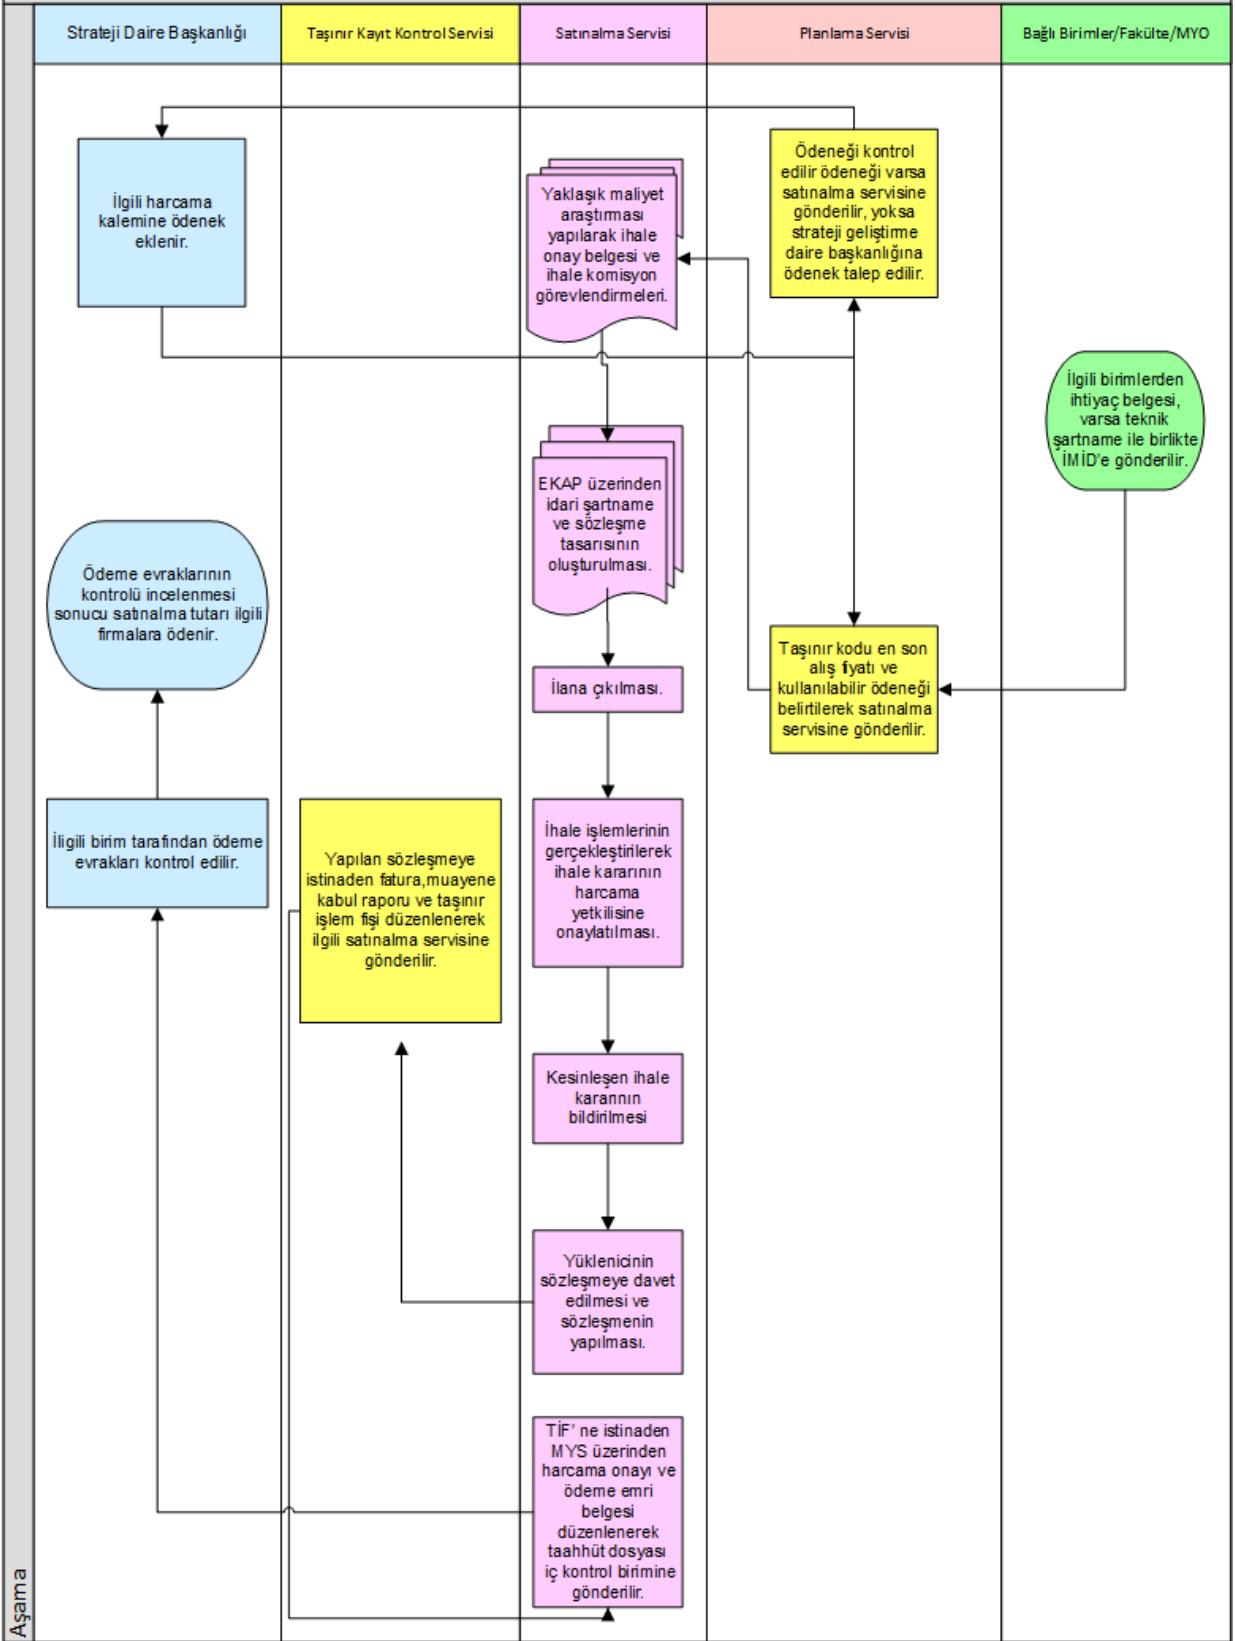 Strateji Daire Başkanlığı
Taşınır Kayıt Kontrol Servisi
Satınalma Servisi
Planlama Servisi
Bağlı Birimler/Fakülte/MYO
İlgili harcama
kalemine ödenek
eklenir.
Yaklaşık maliyet
araştırması
yapılarak ihale
onay belgesi ve
ihale komisyon
görevlendirmeleri.
Ödeneği kontrol
edilir ödeneği varsa
satınalma servisine
gönderilir, yoksa
strateji geliştirme
daire başkanlığına
ödenek talep edilir.
İlgili birimlerden
ihtiyaç belgesi,
varsa teknik
şartname ile birlikte
İMİD'e gönderilir.
EKAP üzerinden
idari şartname
ve sözleşme
tasarısının
oluşturulması.
Ödeme evraklarının
kontrolü incelenmesi
sonucu satınalma tutarı ilgili
firmalara ödenir.
İlana çıkılması.
Taşınır kodu en son
alış fiyatı ve
kullanılabilir ödeneği
belirtilerek satınalma
servisine gönderilir.
İligili birim tarafından ödeme
evrakları kontrol edilir.
Yapılan sözleşmeye
istinaden fatura,muayene
kabul raporu ve taşınır
işlem fişi düzenlenerek
ilgili satınalma servisine
gönderilir.
İhale işlemlerinin
gerçekleştirilerek
ihale kararının
harcama
yetkilisine
onaylatılması.
Kesinleşen ihale
kararının
bildirilmesi
Yüklenicinin
sözleşmeye davet
edilmesi ve
sözleşmenin
yapılması.
TİF' ne istinaden
MYS üzerinden
harcama onayı ve
ödeme emri
belgesi
düzenlenerek
taahhüt dosyası
iç kontrol birimine
gönderilir.
Aşama